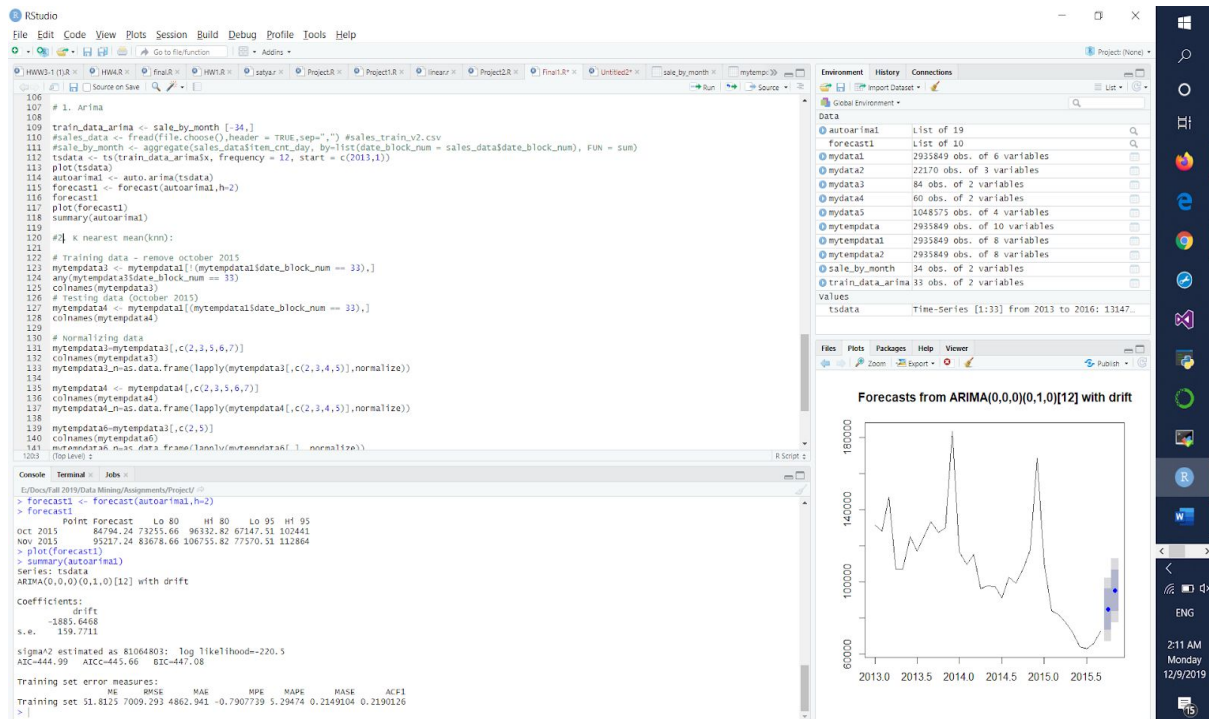 RStudio
File Edit Code View Plots Session Build Debug Profile Tools Help
Go to file/function Addins
Project: (None)
HWW3-1 (1).R HW4.R final.R HW1.R satya.r Project.R Project1.R linear.r Project2.R Final1.R* Untitled2* sale_by_month mytemp
Source on Save Run Source
106
107 # 1. Arima
108
109 train_data_arima <- sale_by_month [-34,]
110 #sales_data <- fread(file.choose(),header = TRUE,sep=",") #sales_train_v2.csv
111 #sale_by_month <- aggregate(sales_data$item_cnt_day, by=list(date_block_num = sales_data$date_block_num), FUN = sum)
112 tsdata <- ts(train_data_arima$x, frequency = 12, start = c(2013,1))
113 plot(tsdata)
114 autoarima1 <- auto.arima(tsdata)
115 forecast1 <- forecast(autoarima1,h=2)
116 forecast1
117 plot(forecast1)
118 summary(autoarima1)
119
120 #2. K nearest mean(knn):
121
122 # Training data - remove october 2015
123 mytempdata3 <- mytempdata1[!(mytempdata1$date_block_num == 33),]
124 any(mytempdata3$date_block_num == 33)
125 colnames(mytempdata3)
126 # Testing data (October 2015)
127 mytempdata4 <- mytempdata1[(mytempdata1$date_block_num == 33),]
128 colnames(mytempdata4)
129
130 # Normalizing data
131 mytempdata3=mytempdata3[,c(2,3,5,6,7)]
132 colnames(mytempdata3)
133 mytempdata3_n=as.data.frame(lapply(mytempdata3[,c(2,3,4,5)],normalize))
134
135 mytempdata4 <- mytempdata4[,c(2,3,5,6,7)]
136 colnames(mytempdata4)
137 mytempdata4_n=as.data.frame(lapply(mytempdata4[,c(2,3,4,5)],normalize))
138
139 mytempdata6=mytempdata3[,c(2,5)]
140 colnames(mytempdata6)
141 mytempdata6_n=as.data.frame(lapply(mytempdata6[,],normalize))
120:3 (Top Level) R Script
Console Terminal Jobs
E:/Docs/Fall 2019/Data Mining/Assignments/Project/
> forecast1 <- forecast(autoarima1,h=2)
> forecast1
Point Forecast Lo 80 Hi 80 Lo 95 Hi 95
Oct 2015 84794.24 73255.66 96332.82 67147.51 102441
Nov 2015 95217.24 83678.66 106755.82 77570.51 112864
> plot(forecast1)
> summary(autoarima1)
Series: tsdata
ARIMA(0,0,0)(0,1,0)[12] with drift
Coefficients:
drift
-1885.6468
s.e. 159.7711
sigma^2 estimated as 81064803: log likelihood=-220.5
AIC=444.99 AICc=445.66 BIC=447.08
Training set error measures:
ME RMSE MAE MPE MAPE MASE ACF1
Training set 51.8125 7009.293 4862.941 -0.7907739 5.29474 0.2149104 0.2190126
>
Environment History Connections
Import Dataset List
Global Environment
Data
autoarima1 List of 19
forecast1 List of 10
mydata1 2935849 obs. of 6 variables
mydata2 22170 obs. of 3 variables
mydata3 84 obs. of 2 variables
mydata4 60 obs. of 2 variables
mydata5 1048575 obs. of 4 variables
mytempdata 2935849 obs. of 10 variables
mytempdata1 2935849 obs. of 8 variables
mytempdata2 2935849 obs. of 8 variables
sale_by_month 34 obs. of 2 variables
train_data_arima 33 obs. of 2 variables
Values
tsdata Time-Series [1:33] from 2013 to 2016: 13147…
Files Plots Packages Help Viewer
Zoom Export Publish
Forecasts from ARIMA(0,0,0)(0,1,0)[12] with drift
180000
140000
100000
60000
2013.0 2013.5 2014.0 2014.5 2015.0 2015.5
ENG
2:11 AM
Monday
12/9/2019
15